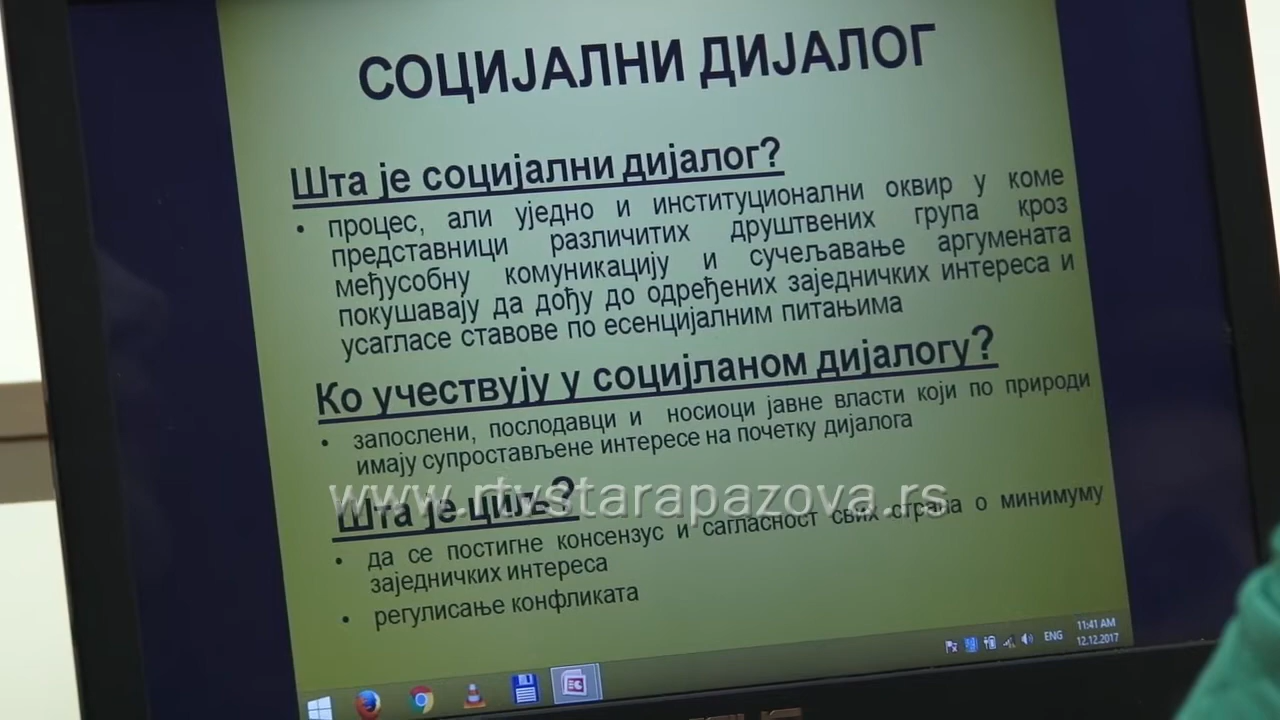 СОЦИЈАЛНИ ДИЈАЛОГ
Шта је социјални дијалог?
• процес, али уједно и институционални оквир у коме
представници различитих друштвених група кроз
међусобну комуникацију и сучељавање аргумената
покушавају да дођу до одређених заједничких интереса и
усагласе ставове по есенцијалним питањима
Ко учествују у социјланом дијалогу?
• запослени, послодавци и носиоци јавне власти који по природи
имају супростављене интересе на почетку дијалога
www.rtvstarapazova.rs
Шта је циљ?
• да се постигне консензус и сагласност свих страна о минимуму
заједничких интереса
• регулисање конфликата
ENG
11:41 AM
12.12.2017